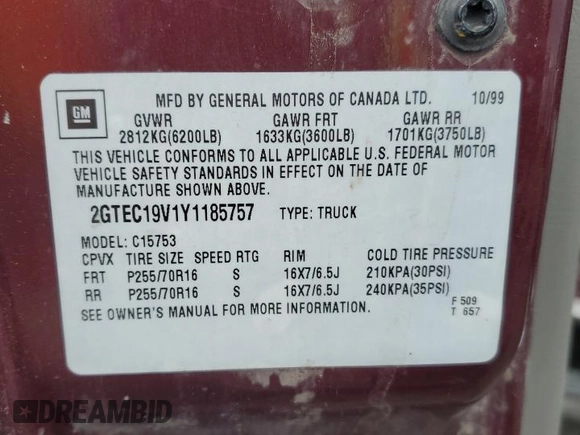 GM
MFD BY GENERAL MOTORS OF CANADA LTD. 10/99
GVWR GAWR FRT GAWR RR
2812KG(6200LB) 1633KG(3600LB) 1701KG(3750LB)
THIS VEHICLE CONFORMS TO ALL APPLICABLE U.S. FEDERAL MOTOR
VEHICLE SAFETY STANDARDS IN EFFECT ON THE DATE OF
MANUFACTURE SHOWN ABOVE.
2GTEC19V1Y1185757 TYPE: TRUCK
MODEL: C15753
CPVX TIRE SIZE SPEED RTG RIM COLD TIRE PRESSURE
FRT P255/70R16 S 16X7/6.5J 210KPA(30PSI)
RR P255/70R16 S 16X7/6.5J 240KPA(35PSI)
SEE OWNER'S MANUAL FOR MORE INFORMATION. F 509
T 657
DREAMBID